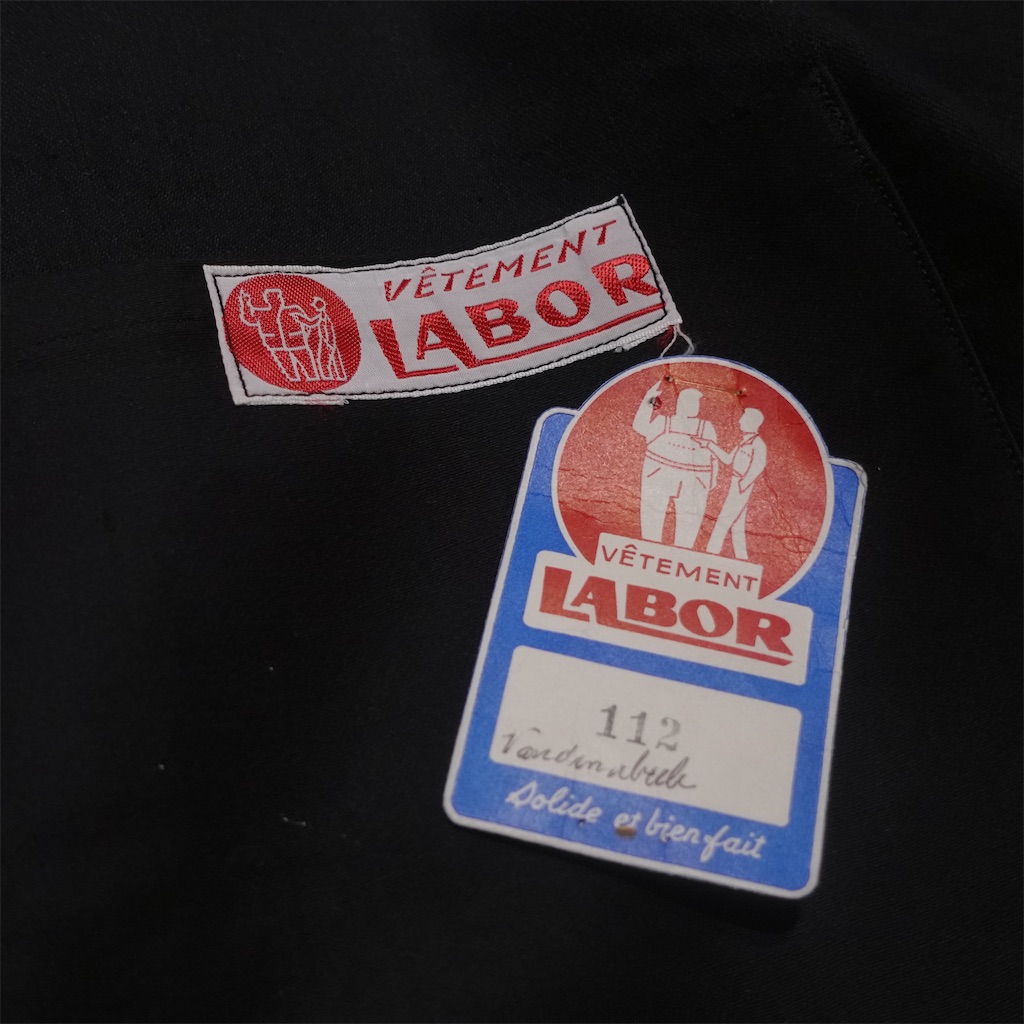 VÊTEMENT
LABOR
VÊTEMENT
LABOR
112
Solide et bien fait